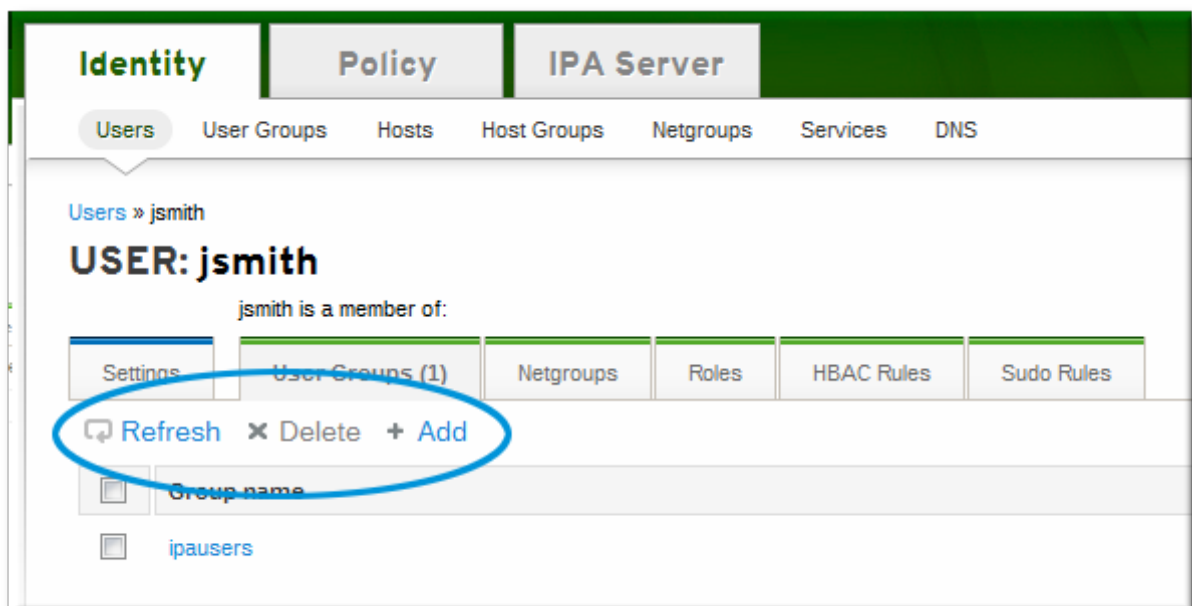 Identity Policy IPA Server
Users User Groups Hosts Host Groups Netgroups Services DNS
Users » jsmith
USER: jsmith
jsmith is a member of:
Settings User Groups (1) Netgroups Roles HBAC Rules Sudo Rules
Refresh Delete + Add
Group name
ipausers